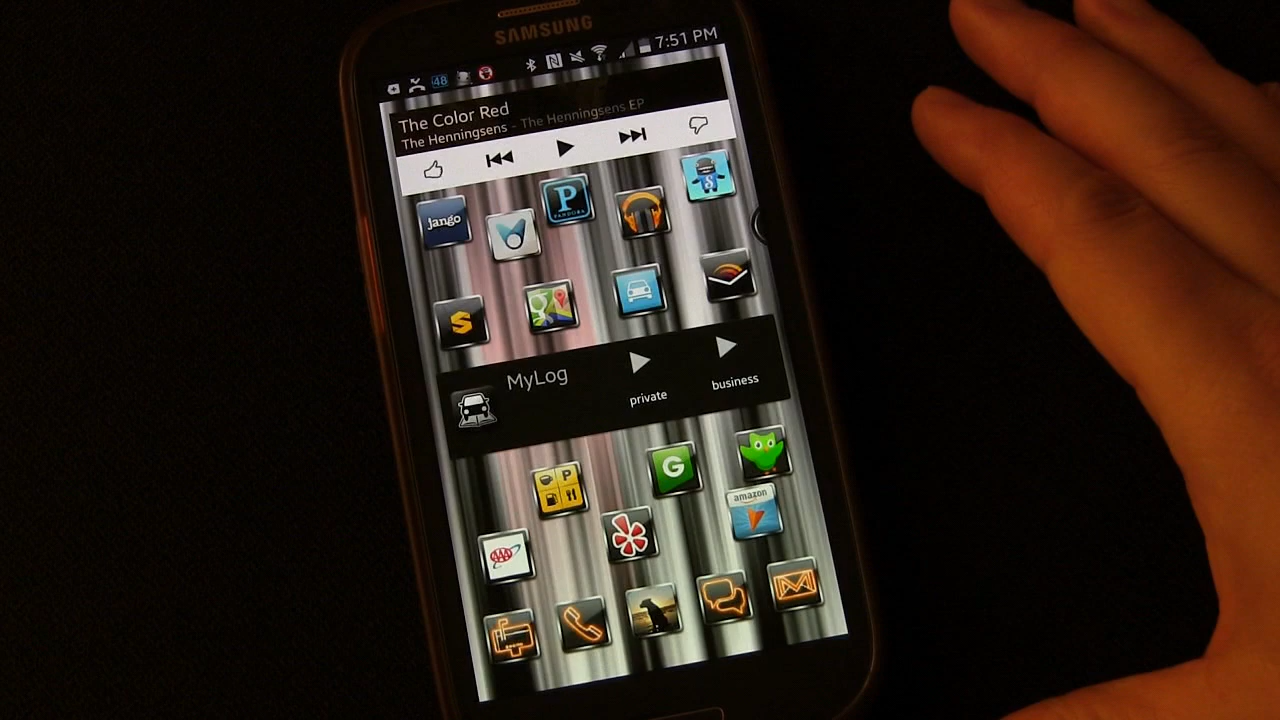 SAMSUNG
48
7:51 PM
The Color Red
The Henningsens - The Henningsens EP
jango
P
PANDORA
S
S
g
MyLog
private
business
P
G
amazon
AAA